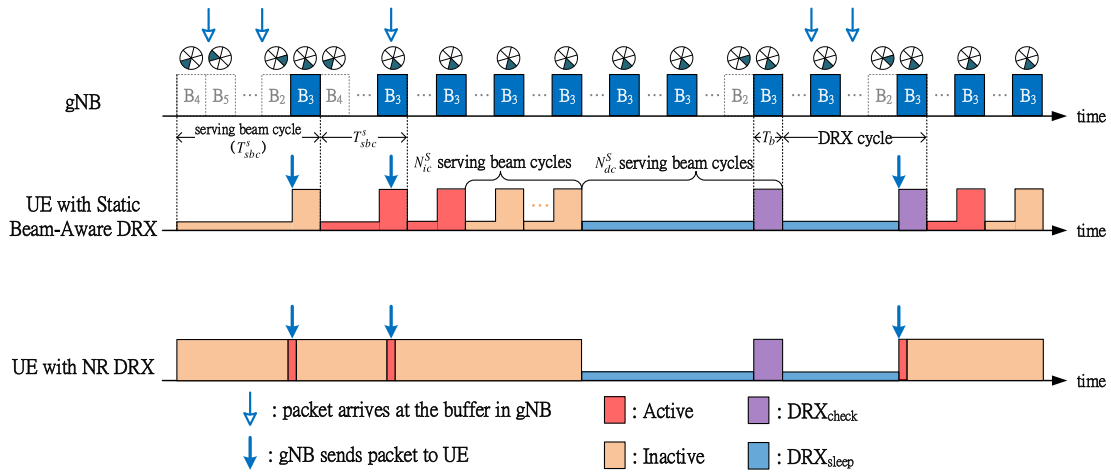 gNB
B4 B5 ... B2 B3 B4 ... B3 ... B3 ... B3 ... B3 ... B3 ... B3 ... B2 B3 ... B3 ... B2 B3 ... B3 ... B3
time
serving beam cycle
(T^s_sbc)
T^s_sbc
T_b
DRX cycle
N^S_ic serving beam cycles
N^S_dc serving beam cycles
UE with Static
Beam-Aware DRX
...
time
UE with NR DRX
time
: packet arrives at the buffer in gNB
: Active
: DRXcheck
: gNB sends packet to UE
: Inactive
: DRXsleep